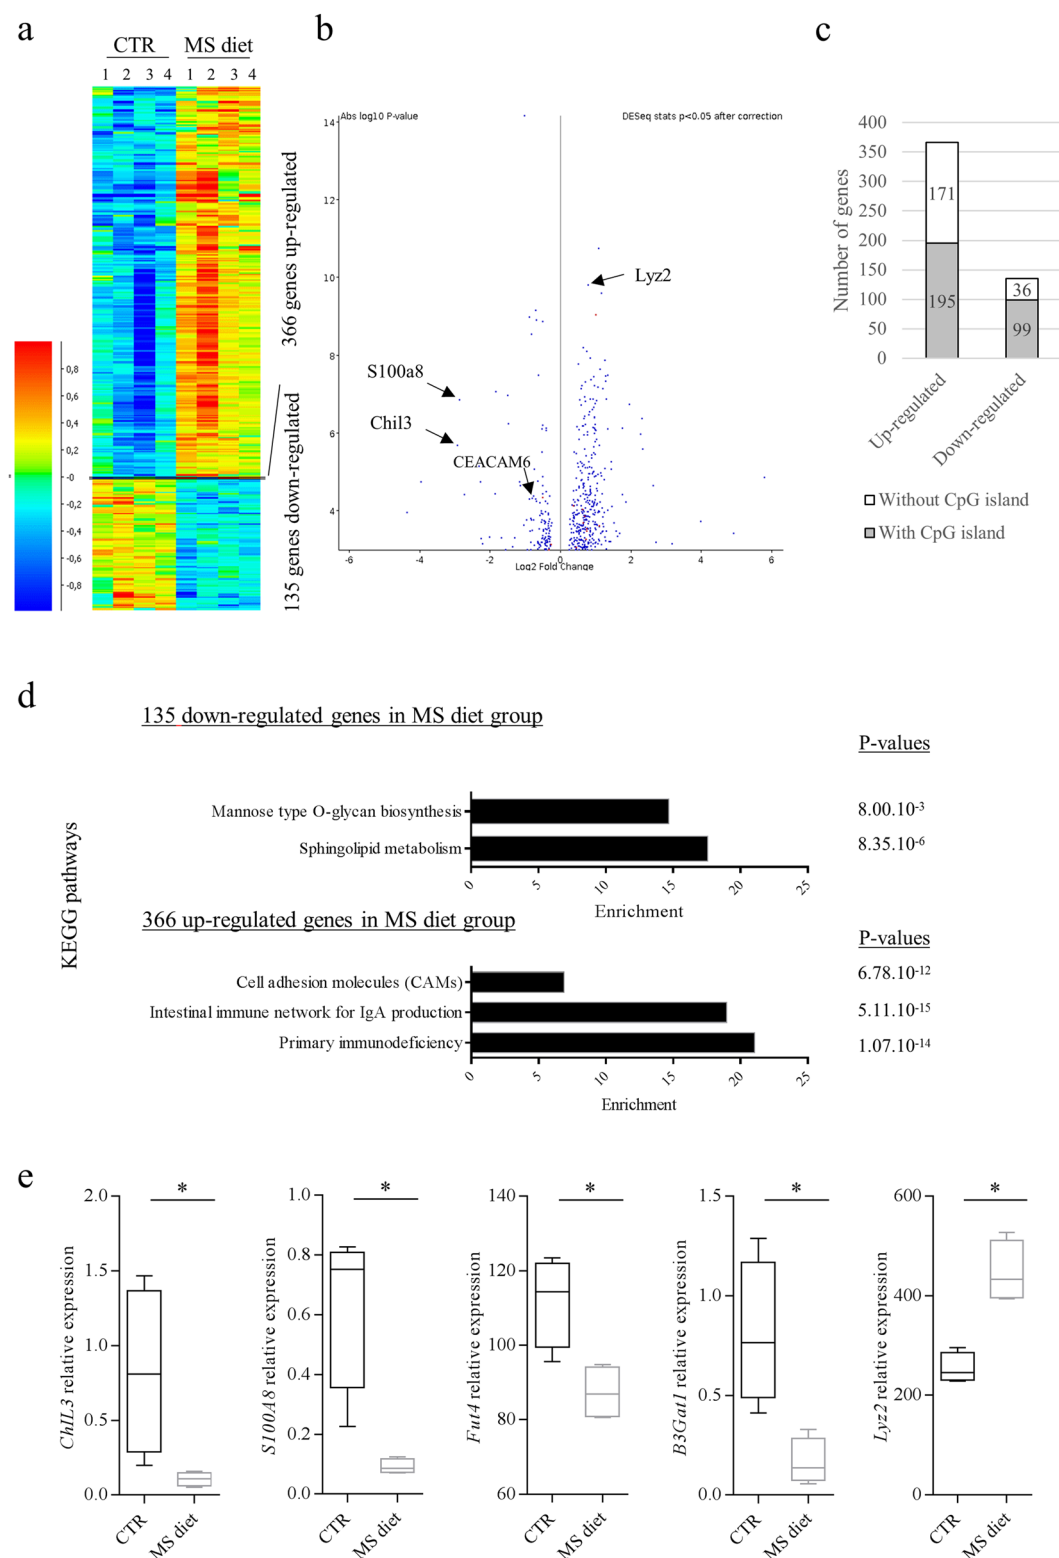 a
CTR MS diet
1 2 3 4 1 2 3 4
366 genes up-regulated
135 genes down-regulated
0,8
0,6
0,4
0,2
-0
-0,2
-0,4
-0,6
-0,8
b
Abs log10 P-value
DESeq stats p<0.05 after correction
14
12
10
8
6
4
Lyz2
S100a8
Chil3
CEACAM6
-6 -4 -2 0 2 4 6
Log2 Fold Change
c
Number of genes
400
350
300
250
200
150
100
50
0
171
195
36
99
Up-regulated
Down-regulated
Without CpG island
With CpG island
d
135 down-regulated genes in MS diet group
P-values
KEGG pathways
Mannose type O-glycan biosynthesis
8.00.10-3
Sphingolipid metabolism
8.35.10-6
0 5 10 15 20 25
Enrichment
366 up-regulated genes in MS diet group
P-values
Cell adhesion molecules (CAMs)
6.78.10-12
Intestinal immune network for IgA production
5.11.10-15
Primary immunodeficiency
1.07.10-14
0 5 10 15 20 25
Enrichment
e
ChIL3 relative expression
2.0
1.5
1.0
0.5
0.0
*
CTR
MS diet
S100A8 relative expression
1.0
0.8
0.6
0.4
0.2
0.0
*
CTR
MS diet
Fut4 relative expression
140
120
100
80
60
*
CTR
MS diet
B3Gat1 relative expression
1.5
1.0
0.5
0.0
*
CTR
MS diet
Lyz2 relative expression
600
400
200
0
*
CTR
MS diet